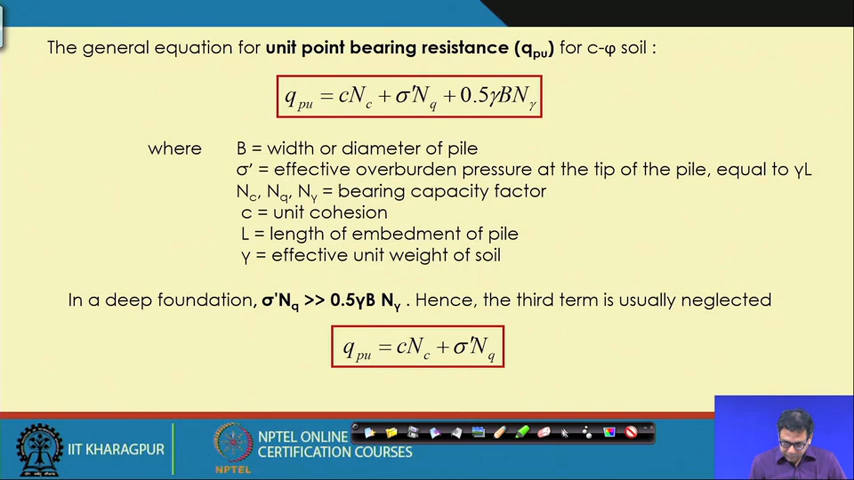 The general equation for unit point bearing resistance (qpu) for c-φ soil :
qpu = cNc + σ'Nq + 0.5γBNγ
where B = width or diameter of pile
σ' = effective overburden pressure at the tip of the pile, equal to γL
Nc, Nq, Nγ = bearing capacity factor
c = unit cohesion
L = length of embedment of pile
γ = effective unit weight of soil
In a deep foundation, σ'Nq >> 0.5γB Nγ . Hence, the third term is usually neglected
qpu = cNc + σ'Nq
IIT KHARAGPUR
NPTEL
NPTEL ONLINE
CERTIFICATION COURSES